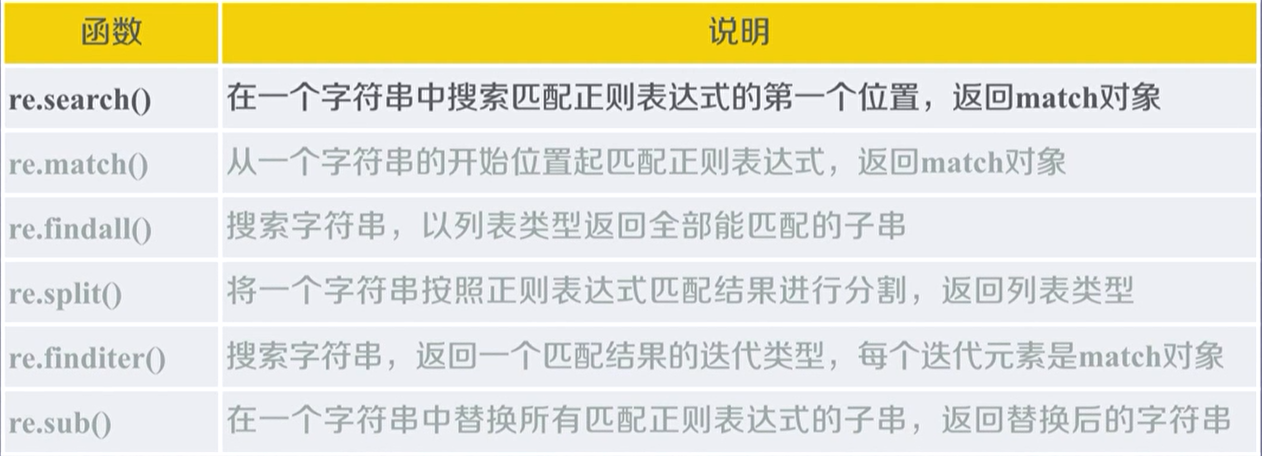 函数 说明
re.search() 在一个字符串中搜索匹配正则表达式的第一个位置，返回match对象
re.match() 从一个字符串的开始位置起匹配正则表达式，返回match对象
re.findall() 搜索字符串，以列表类型返回全部能匹配的子串
re.split() 将一个字符串按照正则表达式匹配结果进行分割，返回列表类型
re.finditer() 搜索字符串，返回一个匹配结果的迭代类型，每个迭代元素是match对象
re.sub() 在一个字符串中替换所有匹配正则表达式的子串，返回替换后的字符串